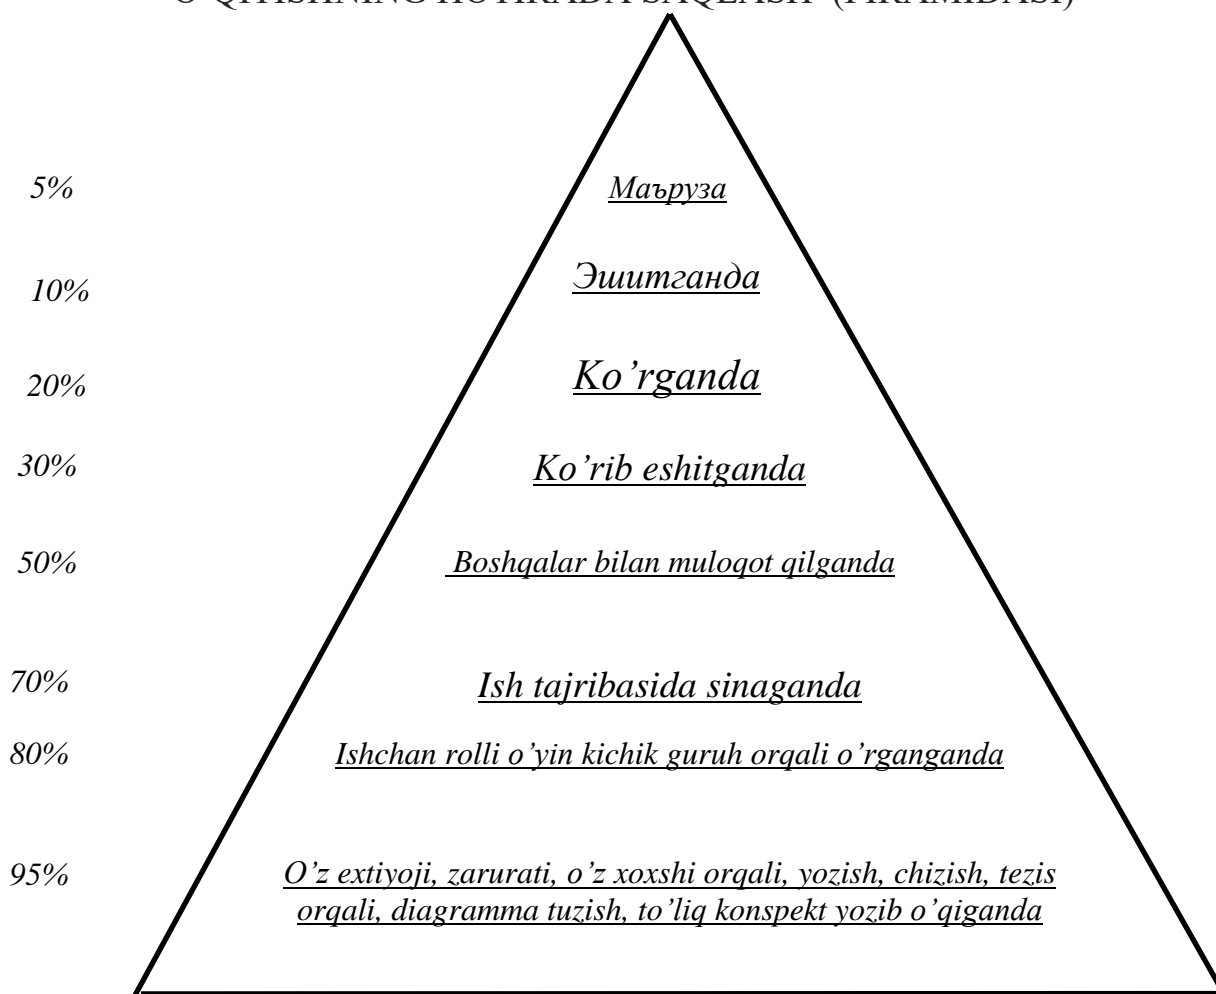 (PIRAMIDASI)
5% Маъруза
10% Эшитганда
20% Ko’rganda
30% Ko’rib eshitganda
50% Boshqalar bilan muloqot qilganda
70% Ish tajribasida sinaganda
80% Ishchan rolli o’yin kichik guruh orqali o’rganganda
95% O’z extiyoji, zarurati, o’z xoxshi orqali, yozish, chizish, tezis
orqali, diagramma tuzish, to’liq konspekt yozib o’qiganda